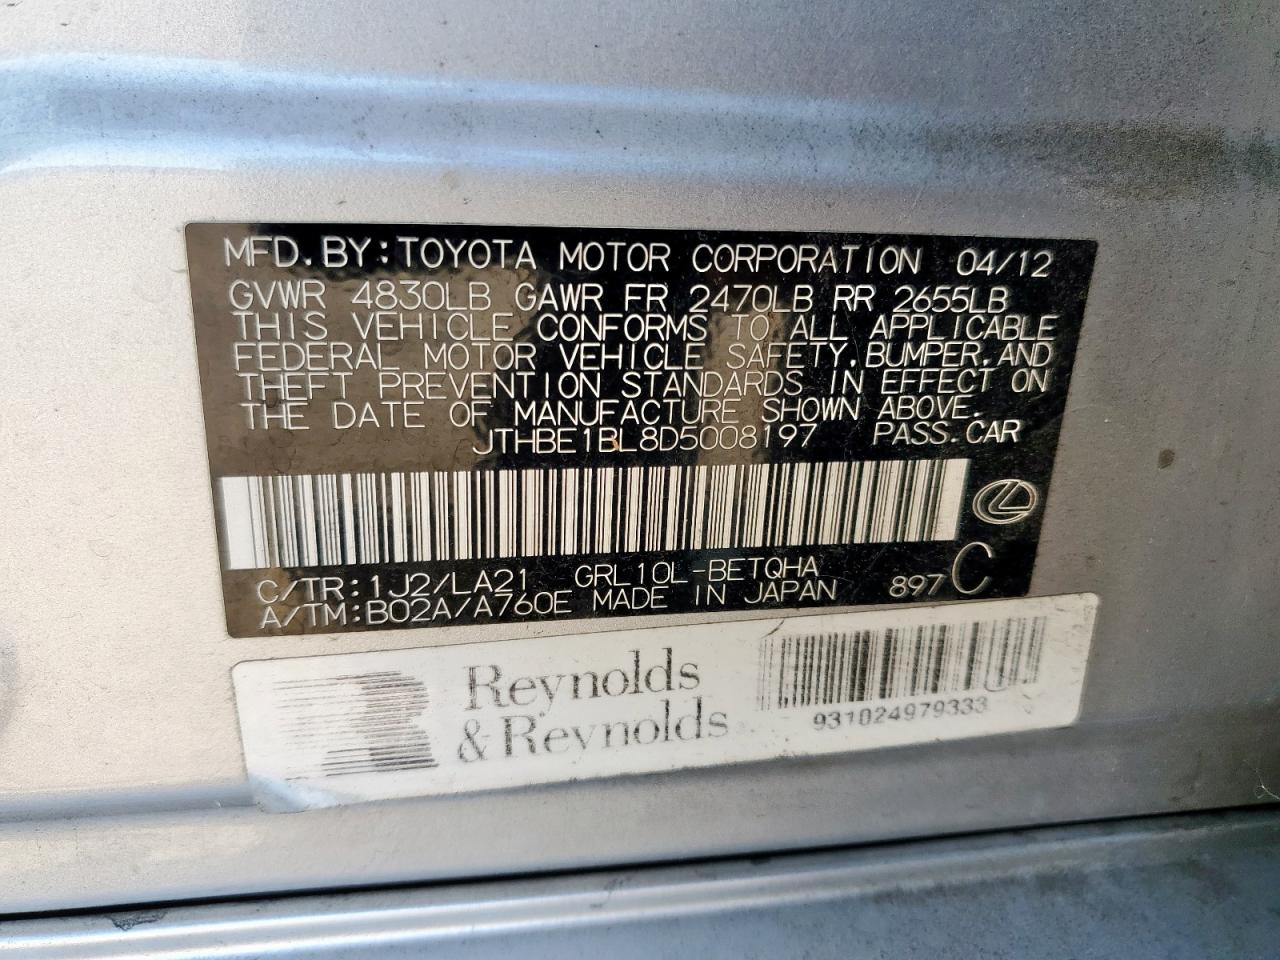 MFD. BY: TOYOTA MOTOR CORPORATION 04/12
GVWR 4830LB GAWR FR 2470LB RR 2655LB
THIS VEHICLE CONFORMS TO ALL APPLICABLE
FEDERAL MOTOR VEHICLE SAFETY, BUMPER, AND
THEFT PREVENTION STANDARDS IN EFFECT ON
THE DATE OF MANUFACTURE SHOWN ABOVE.
JTHBE1BL8D5008197 PASS. CAR
C/TR: 1J2/LA21 GRL10L-BETQHA
A/TM: B02A/A760E MADE IN JAPAN 897 C
Reynolds
& Reynolds
931024979333